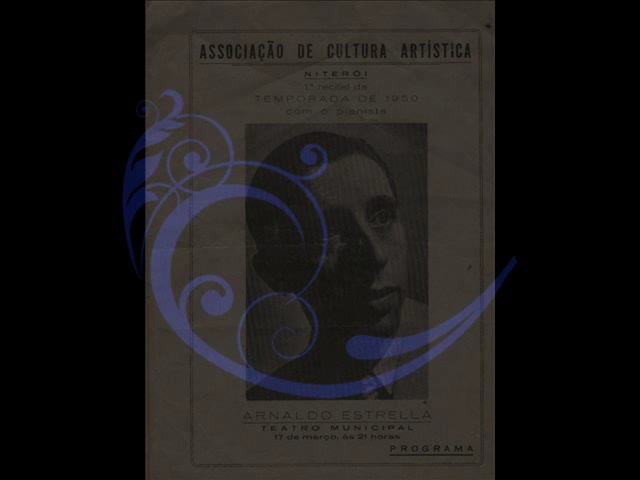 ASSOCIAÇÃO DE CULTURA ARTÍSTICA
NITERÓI
1º recital da
TEMPORADA DE 1950
com o pianista
ARNALDO ESTRELLA
TEATRO MUNICIPAL
17 de março, às 21 horas
PROGRAMA